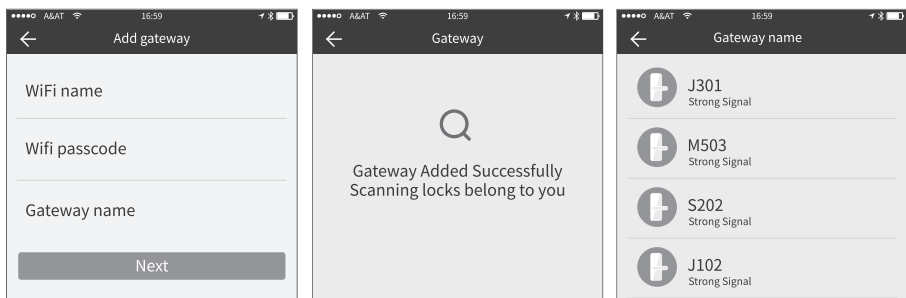 A&AT 16:59
Add gateway
WiFi name
Wifi passcode
Gateway name
Next
A&AT 16:59
Gateway
Gateway Added Successfully
Scanning locks belong to you
A&AT 16:59
Gateway name
J301
Strong Signal
M503
Strong Signal
S202
Strong Signal
J102
Strong Signal